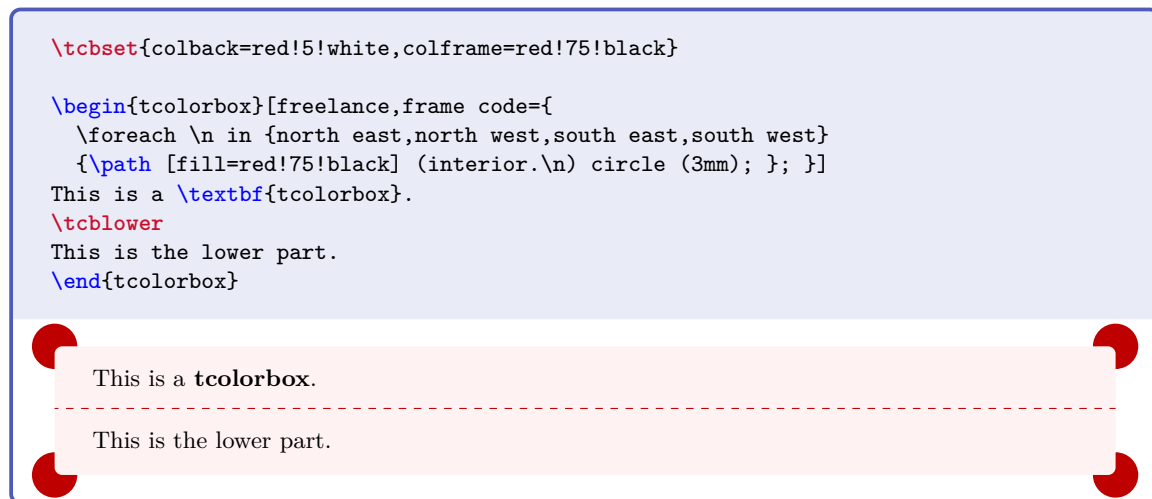 \tcbset{colback=red!5!white,colframe=red!75!black}

\begin{tcolorbox}[freelance,frame code={
  \foreach \n in {north east,north west,south east,south west}
  {\path [fill=red!75!black] (interior.\n) circle (3mm); }; }]
This is a \textbf{tcolorbox}.
\tcblower
This is the lower part.
\end{tcolorbox}
This is a tcolorbox.
This is the lower part.